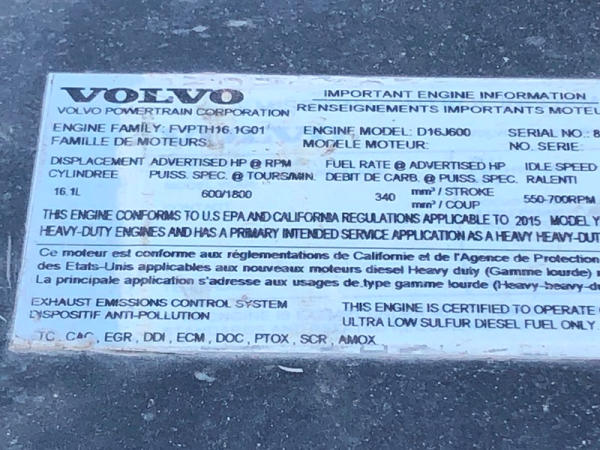 VOLVO
IMPORTANT ENGINE INFORMATION
VOLVO POWERTRAIN CORPORATION
RENSEIGNEMENTS IMPORTANTS MOTEU
ENGINE FAMILY: FVPTH16.1G01 ENGINE MODEL: D16J600 SERIAL NO: 8
FAMILLE DE MOTEURS: MODELE MOTEUR: NO. SERIE:
DISPLACEMENT ADVERTISED HP @ RPM FUEL RATE @ ADVERTISED HP IDLE SPEED
CYLINDREE PUISS. SPEC. @ TOURS/MIN. DEBIT DE CARB. @ PUISS. SPEC. RALENTI
16.1L 600/1800 340 mm³ / STROKE 550-700RPM
mm³ / COUP
THIS ENGINE CONFORMS TO U.S EPA AND CALIFORNIA REGULATIONS APPLICABLE TO 2015 MODEL Y
HEAVY-DUTY ENGINES AND HAS A PRIMARY INTENDED SERVICE APPLICATION AS A HEAVY HEAVY-DUT
Ce moteur est conforme aux réglementations de Californie et de l'Agence de Protection
des Etats-Unis applicables aux nouveaux moteurs diesel Heavy duty (Gamme lourde)
La principale application s'adresse aux usages de type gamme lourde (Heavy-heavy-du
EXHAUST EMISSIONS CONTROL SYSTEM THIS ENGINE IS CERTIFIED TO OPERATE
DISPOSITIF ANTI-POLLUTION ULTRA LOW SULFUR DIESEL FUEL ONLY.
TC, CAC, EGR, DDI, ECM, DOC, PTOX, SCR, AMOX